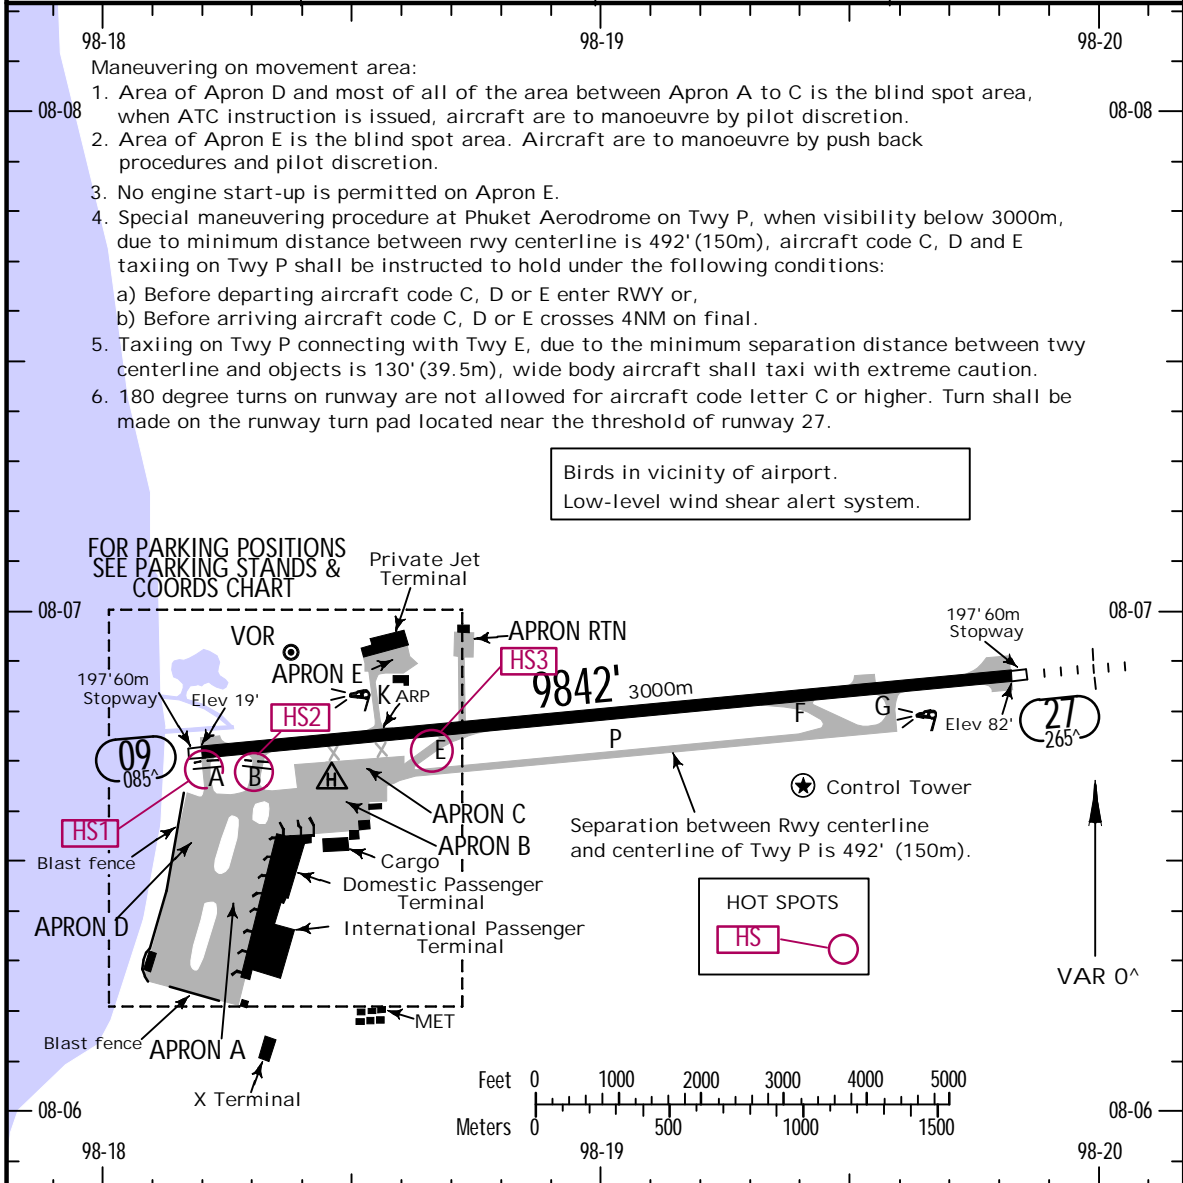 98-18
98-19
98-20
Maneuvering on movement area:
1. Area of Apron D and most of all of the area between Apron A to C is the blind spot area,
when ATC instruction is issued, aircraft are to manoeuvre by pilot discretion.
08-08
08-08
2. Area of Apron E is the blind spot area. Aircraft are to manoeuvre by push back
procedures and pilot discretion.
3. No engine start-up is permitted on Apron E.
4. Special maneuvering procedure at Phuket Aerodrome on Twy P, when visibility below 3000m,
due to minimum distance between rwy centerline is 492' (150m), aircraft code C, D and E
taxiing on Twy P shall be instructed to hold under the following conditions:
a) Before departing aircraft code C, D or E enter RWY or,
b) Before arriving aircraft code C, D or E crosses 4NM on final.
5. Taxiing on Twy P connecting with Twy E, due to the minimum separation distance between twy
centerline and objects is 130' (39.5m), wide body aircraft shall taxi with extreme caution.
6. 180 degree turns on runway are not allowed for aircraft code letter C or higher. Turn shall be
made on the runway turn pad located near the threshold of runway 27.
Birds in vicinity of airport.
Low-level wind shear alert system.
FOR PARKING POSITIONS
SEE PARKING STANDS &
COORDS CHART
Private Jet
Terminal
08-07
08-07
197' 60m
Stopway
VOR
APRON RTN
HS3
APRON E
197' 60m
Stopway
Elev 19'
K
ARP
9842'
3000m
HS2
F
G
Elev 82'
27
265^
09
085^
A
B
H
E
P
Control Tower
APRON C
HS1
Separation between Rwy centerline
and centerline of Twy P is 492' (150m).
APRON B
Blast fence
Cargo
Domestic Passenger
Terminal
HOT SPOTS
HS
APRON D
International Passenger
Terminal
VAR 0^
MET
Blast fence
APRON A
X Terminal
Feet 0 1000 2000 3000 4000 5000
Meters 0 500 1000 1500
08-06
08-06
98-18
98-19
98-20